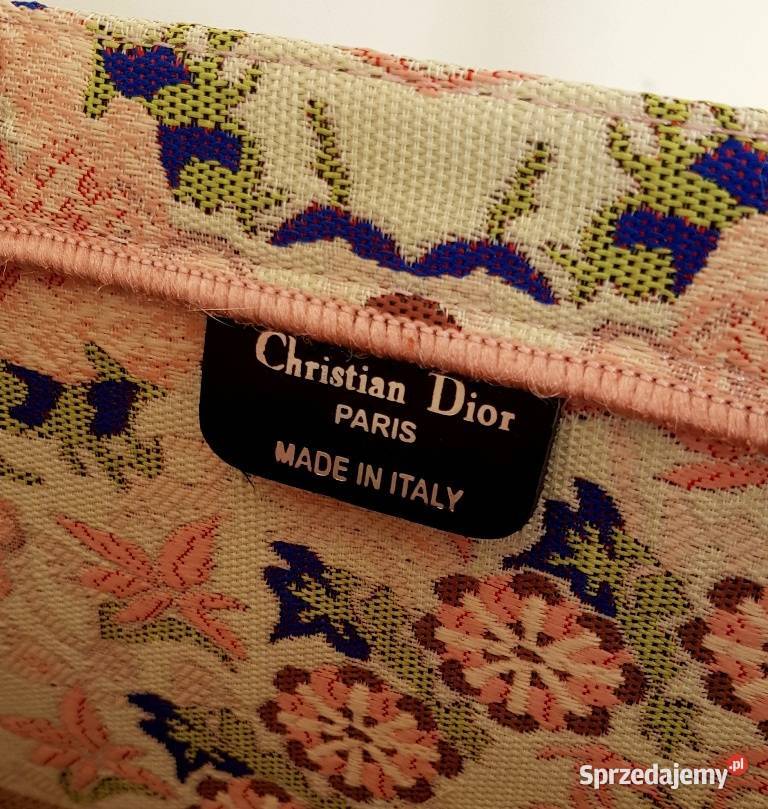 Christian Dior
PARIS
MADE IN ITALY
Sprzedajemy.pl